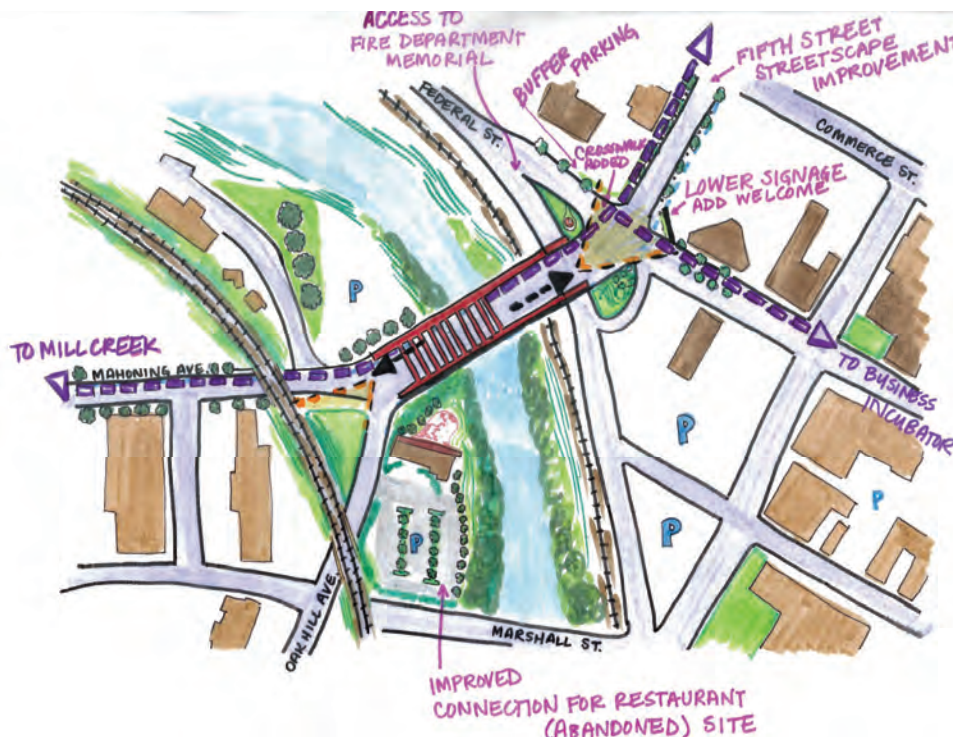 ACCESS TO
FIRE DEPARTMENT
MEMORIAL
BUFFER PARKING
FIFTH STREET
STREETSCAPE
IMPROVEMENT
FEDERAL ST.
CROSSWALK
ADDED
COMMERCE ST.
LOWER SIGNAGE
ADD WELCOME
P
TO MILLCREEK
MAHONING AVE.
TO BUSINESS
INCUBATOR
P
P
P
P
OAK HILL AVE.
MARSHALL ST.
IMPROVED
CONNECTION FOR RESTAURANT
(ABANDONED) SITE